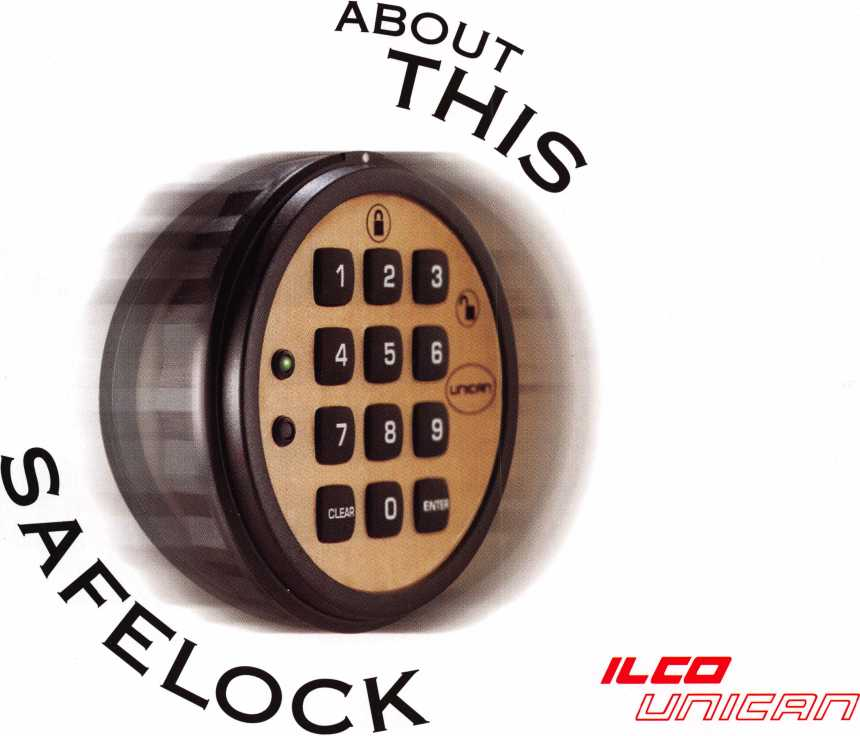 ABOUT
THIS
1 2 3
4 5 6
UNICAN
7 8 9
CLEAR 0 ENTER
SAFELOCK
ILCO
UNICAN